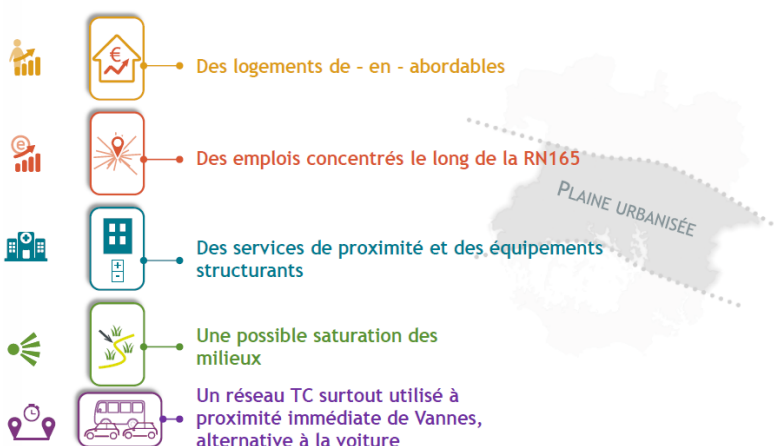 Des logements de - en - abordables
Des emplois concentrés le long de la RN165
PLAINE URBANISÉE
Des services de proximité et des équipements
structurants
Une possible saturation des
milieux
Un réseau TC surtout utilisé à
proximité immédiate de Vannes,
alternative à la voiture